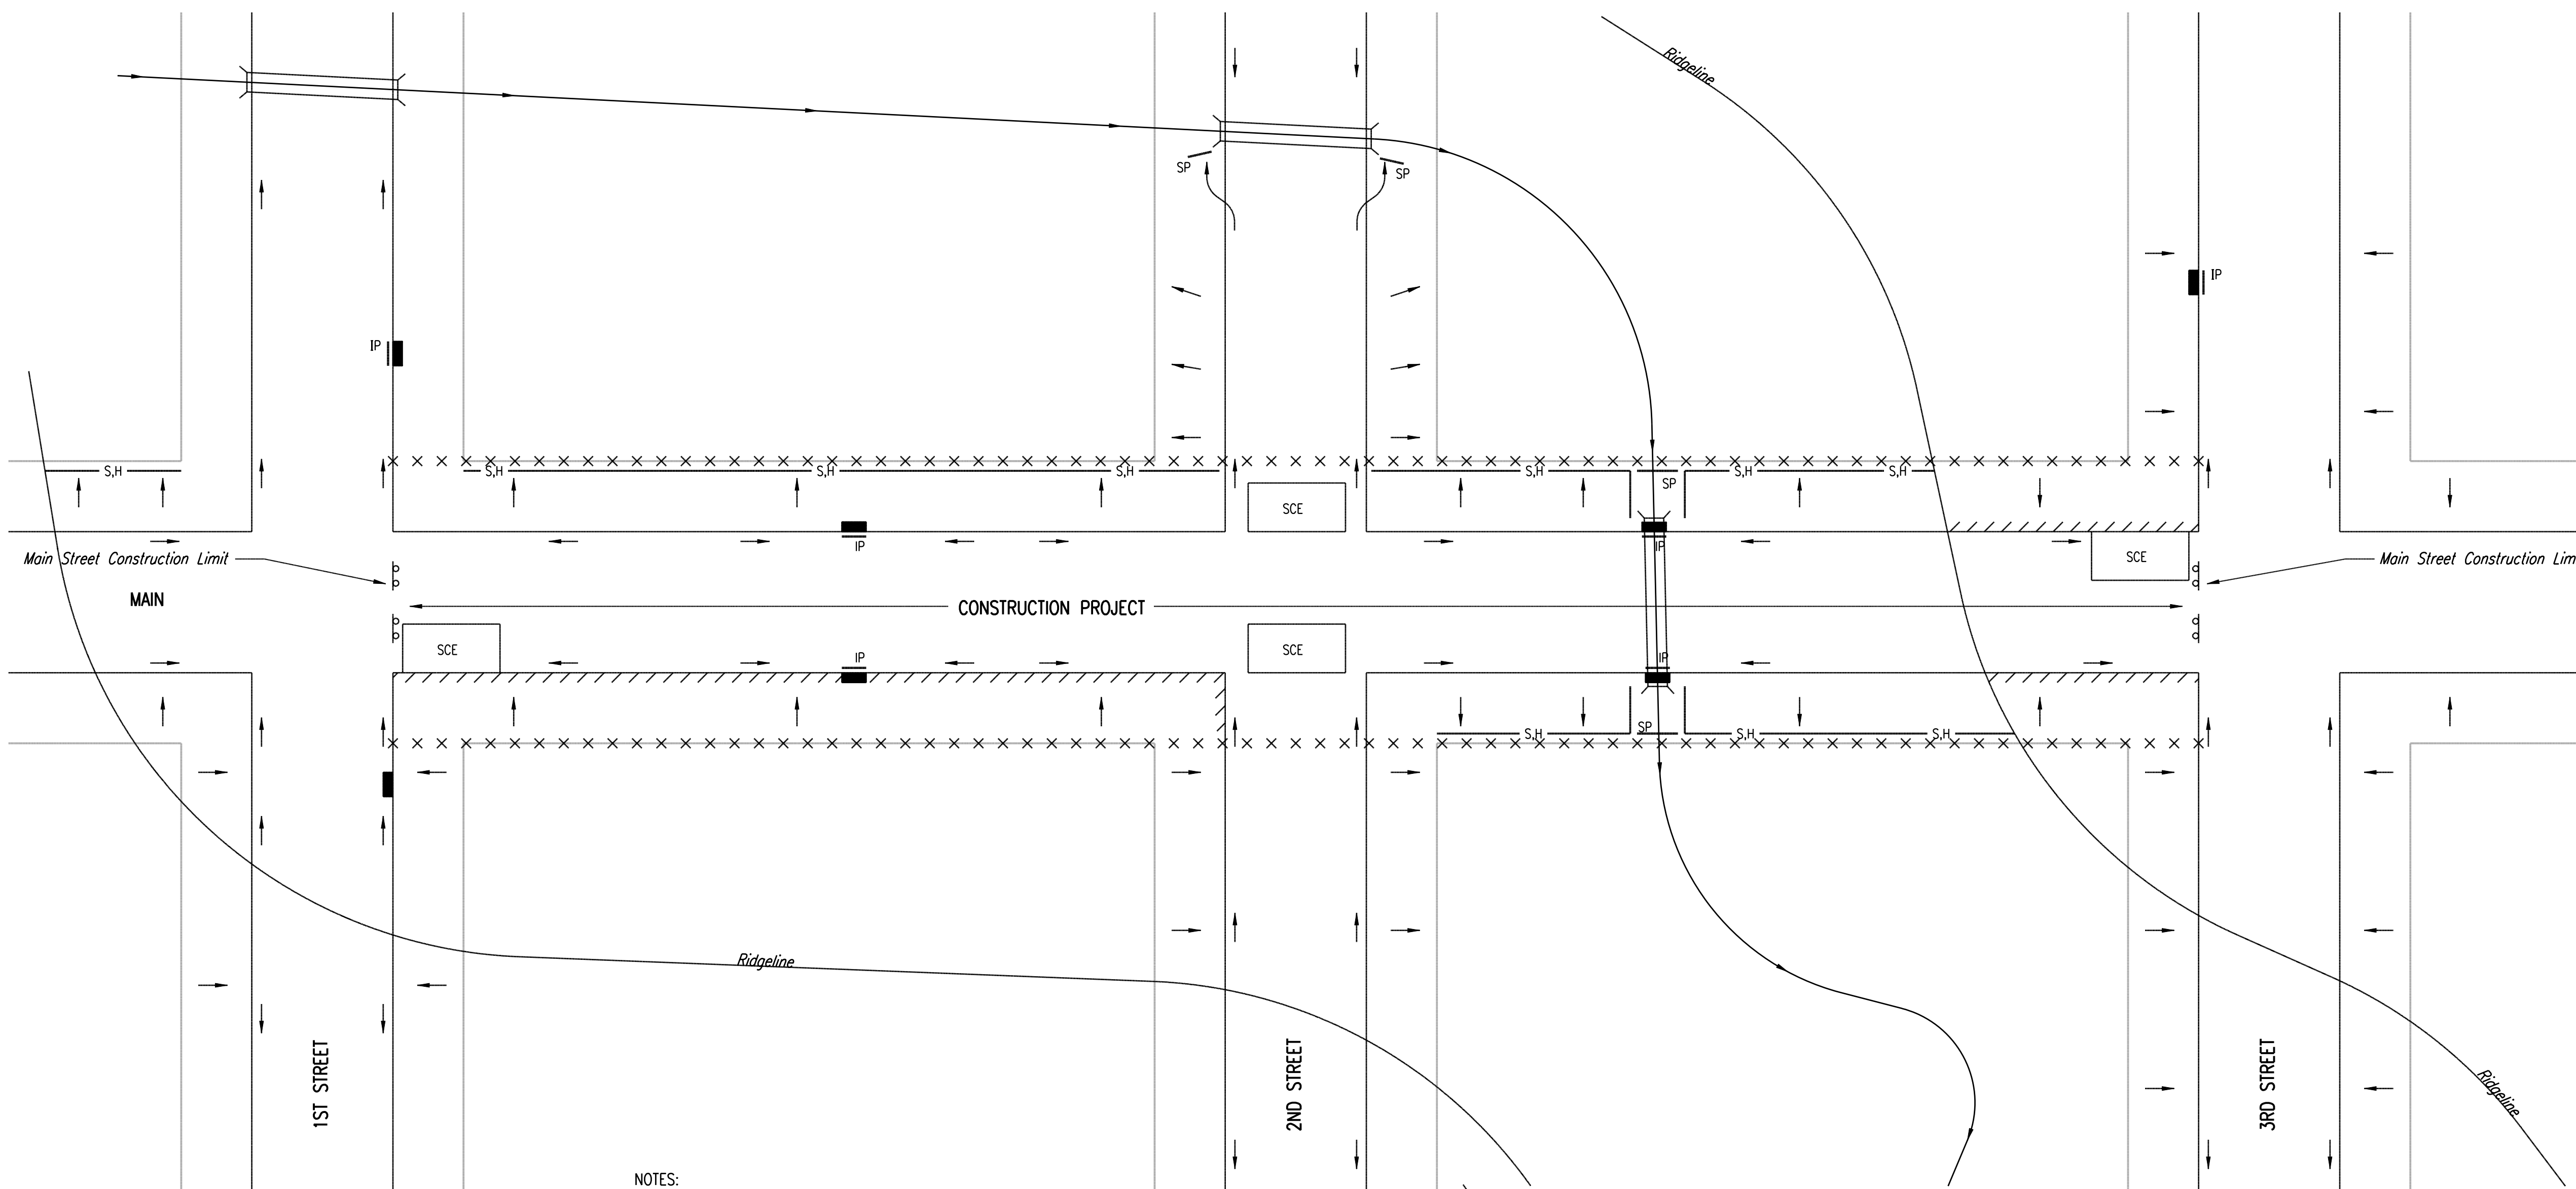 Ridgeline
SP
SP
IP
IP
S,H
S,H
S,H
S,H
S,H
S,H
S,H
SP
SCE
IP
IP
Main Street Construction Limit
SCE
Main Street Construction Lim
MAIN
CONSTRUCTION PROJECT
SCE
IP
SCE
IP
SP
S,H
S,H
S,H
Ridgeline
1ST STREET
2ND STREET
3RD STREET
Ridgeline
NOTES: